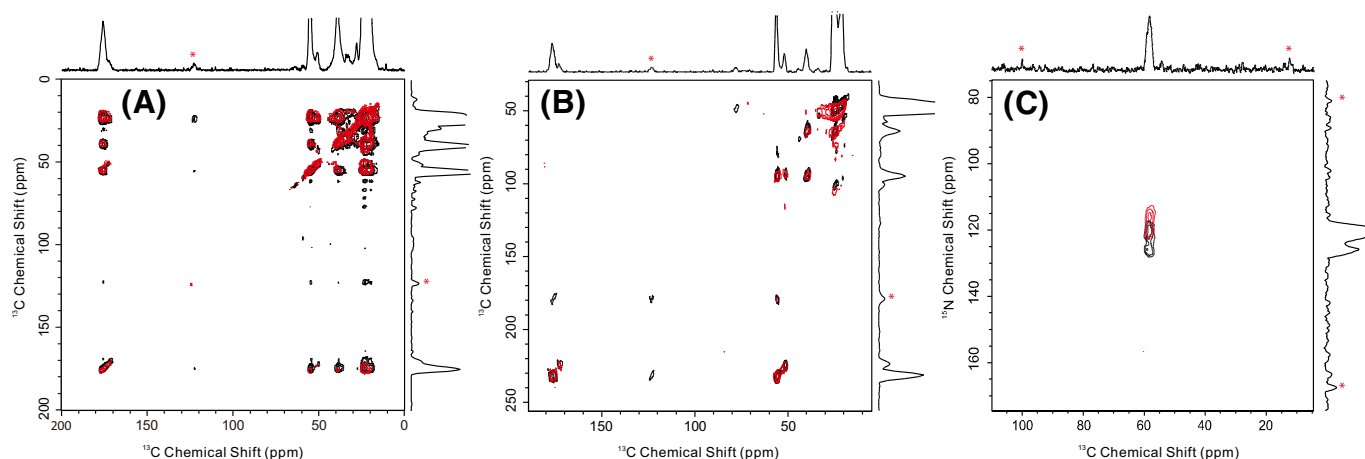 * * *
*
(A) (B) (C)
0
50
100
150
200
¹³C Chemical Shift (ppm)
*
200 150 100 50 0
¹³C Chemical Shift (ppm)
50
100
150
200
250
¹³C Chemical Shift (ppm)
*
150 100 50
¹³C Chemical Shift (ppm)
80
100
120
140
160
¹⁵N Chemical Shift (ppm)
*
*
100 80 60 40 20
¹³C Chemical Shift (ppm)